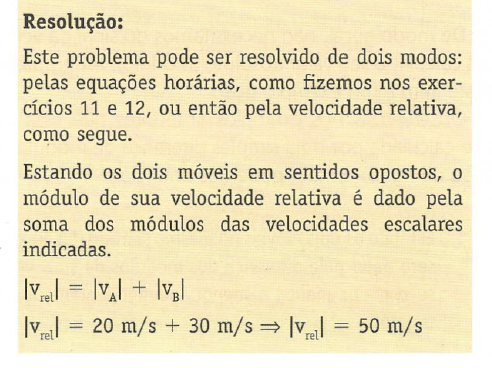 Resolução:
Este problema pode ser resolvido de dois modos:
pelas equações horárias, como fizemos nos exer-
cícios 11 e 12, ou então pela velocidade relativa,
como segue.
Estando os dois móveis em sentidos opostos, o
módulo de sua velocidade relativa é dado pela
soma dos módulos das velocidades escalares
indicadas.
|v_rel| = |v_A| + |v_B|
|v_rel| = 20 m/s + 30 m/s ⇒ |v_rel| = 50 m/s